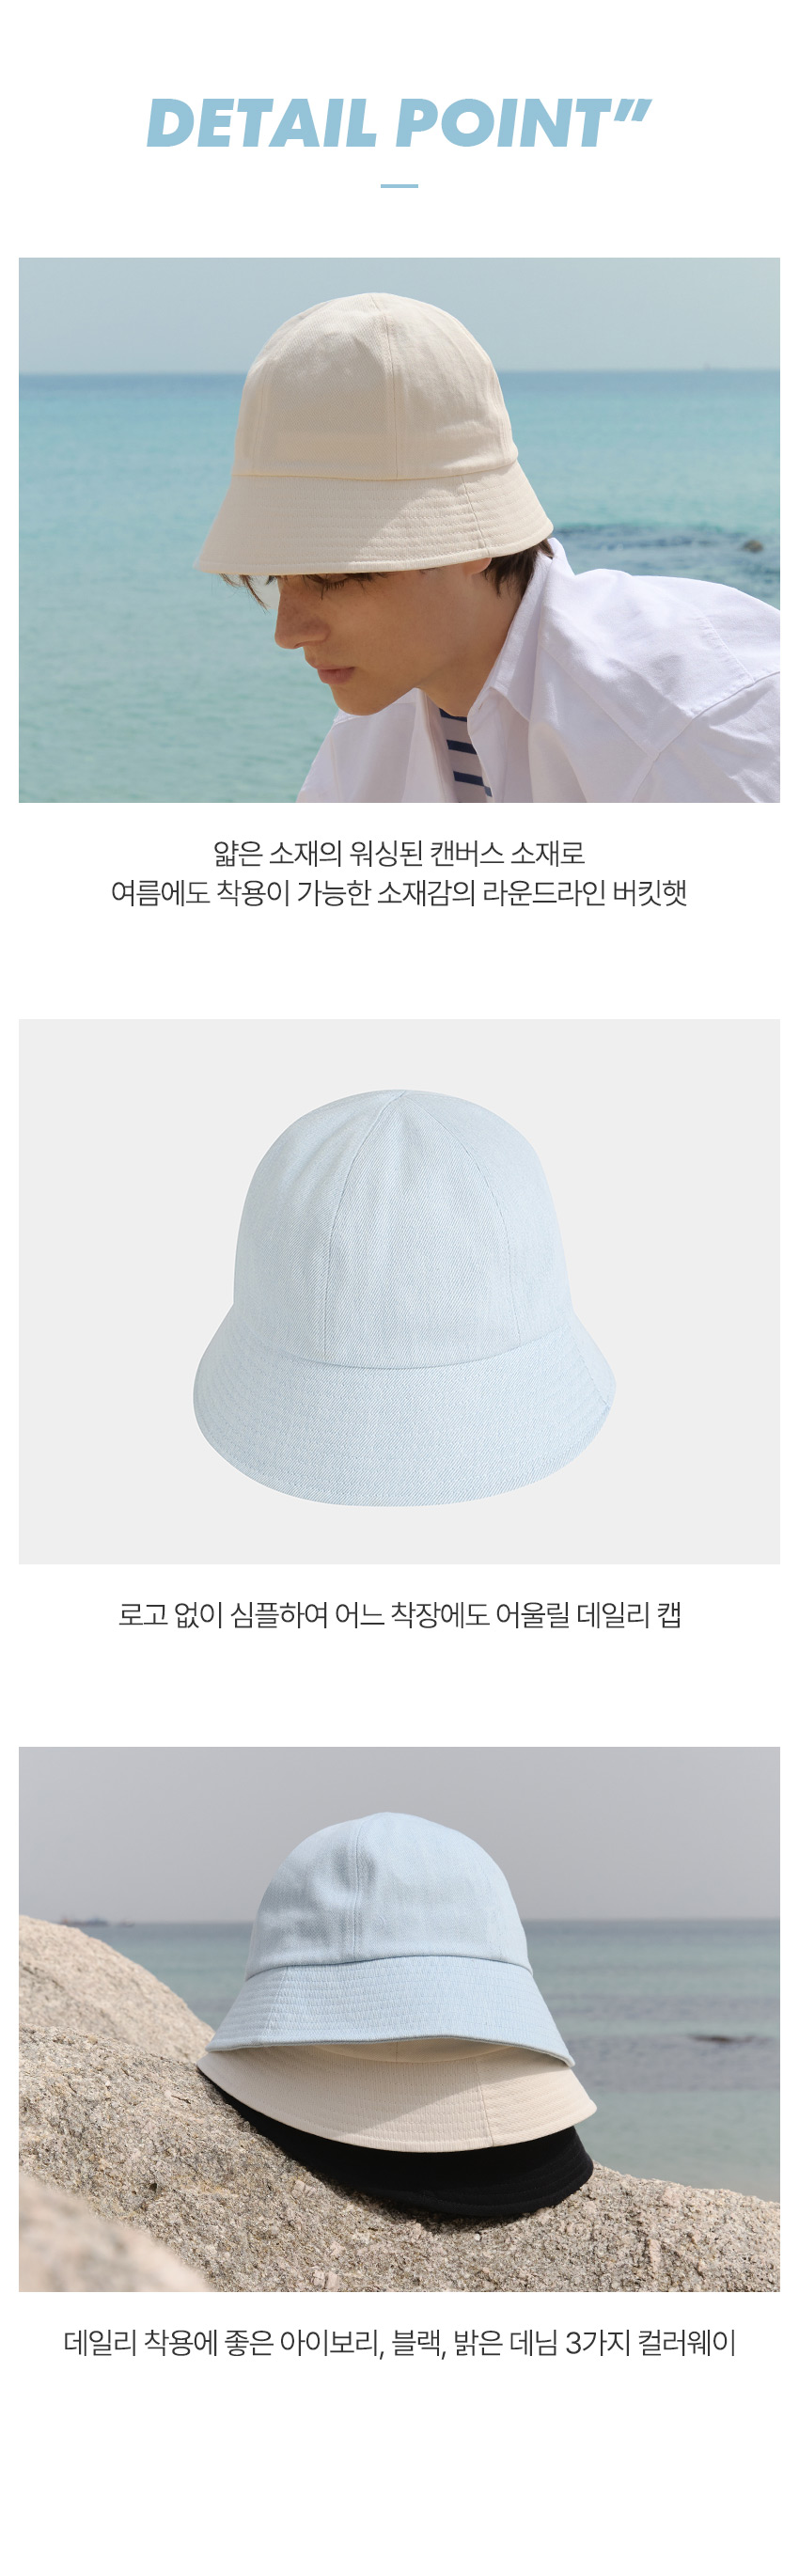 DETAIL POINT”
얇은 소재의 워싱된 캔버스 소재로
여름에도 착용이 가능한 소재감의 라운드라인 버킷햇
로고 없이 심플하여 어느 착장에도 어울릴 데일리 캡
데일리 착용에 좋은 아이보리, 블랙, 밝은 데님 3가지 컬러웨이